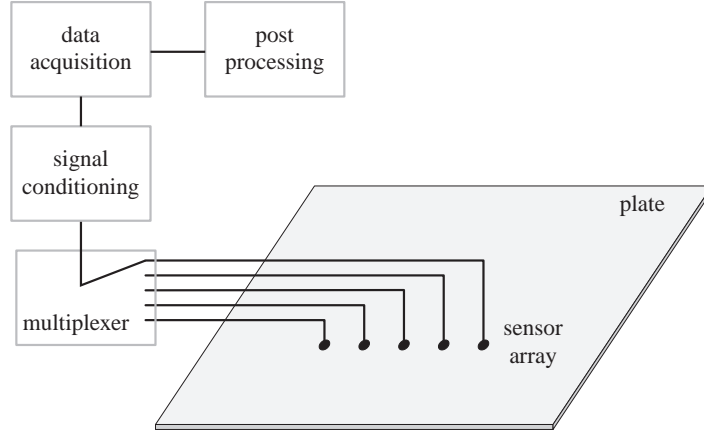 data
acquisition
post
processing
signal
conditioning
plate
multiplexer
sensor
array